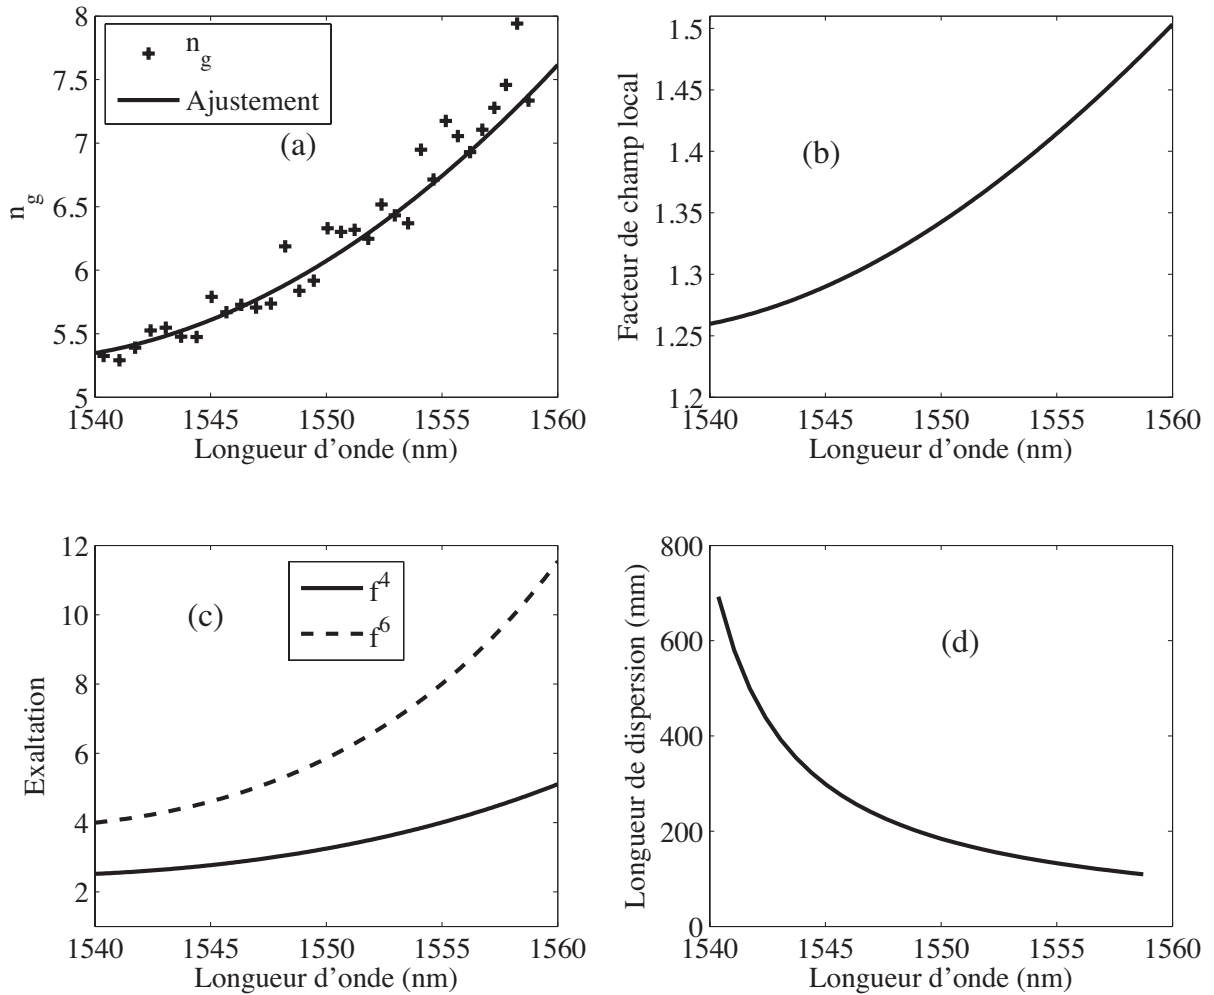 8
7.5
7
6.5
6
5.5
5
n_g
n_g
Ajustement
(a)
1540
1545
1550
1555
1560
Longueur d'onde (nm)
1.5
1.45
1.4
1.35
1.3
1.25
1.2
Facteur de champ local
(b)
1540
1545
1550
1555
1560
Longueur d'onde (nm)
12
10
8
6
4
2
Exaltation
(c)
f^4
f^6
1540
1545
1550
1555
1560
Longueur d'onde (nm)
800
600
400
200
0
Longueur de dispersion (mm)
(d)
1540
1545
1550
1555
1560
Longueur d'onde (nm)